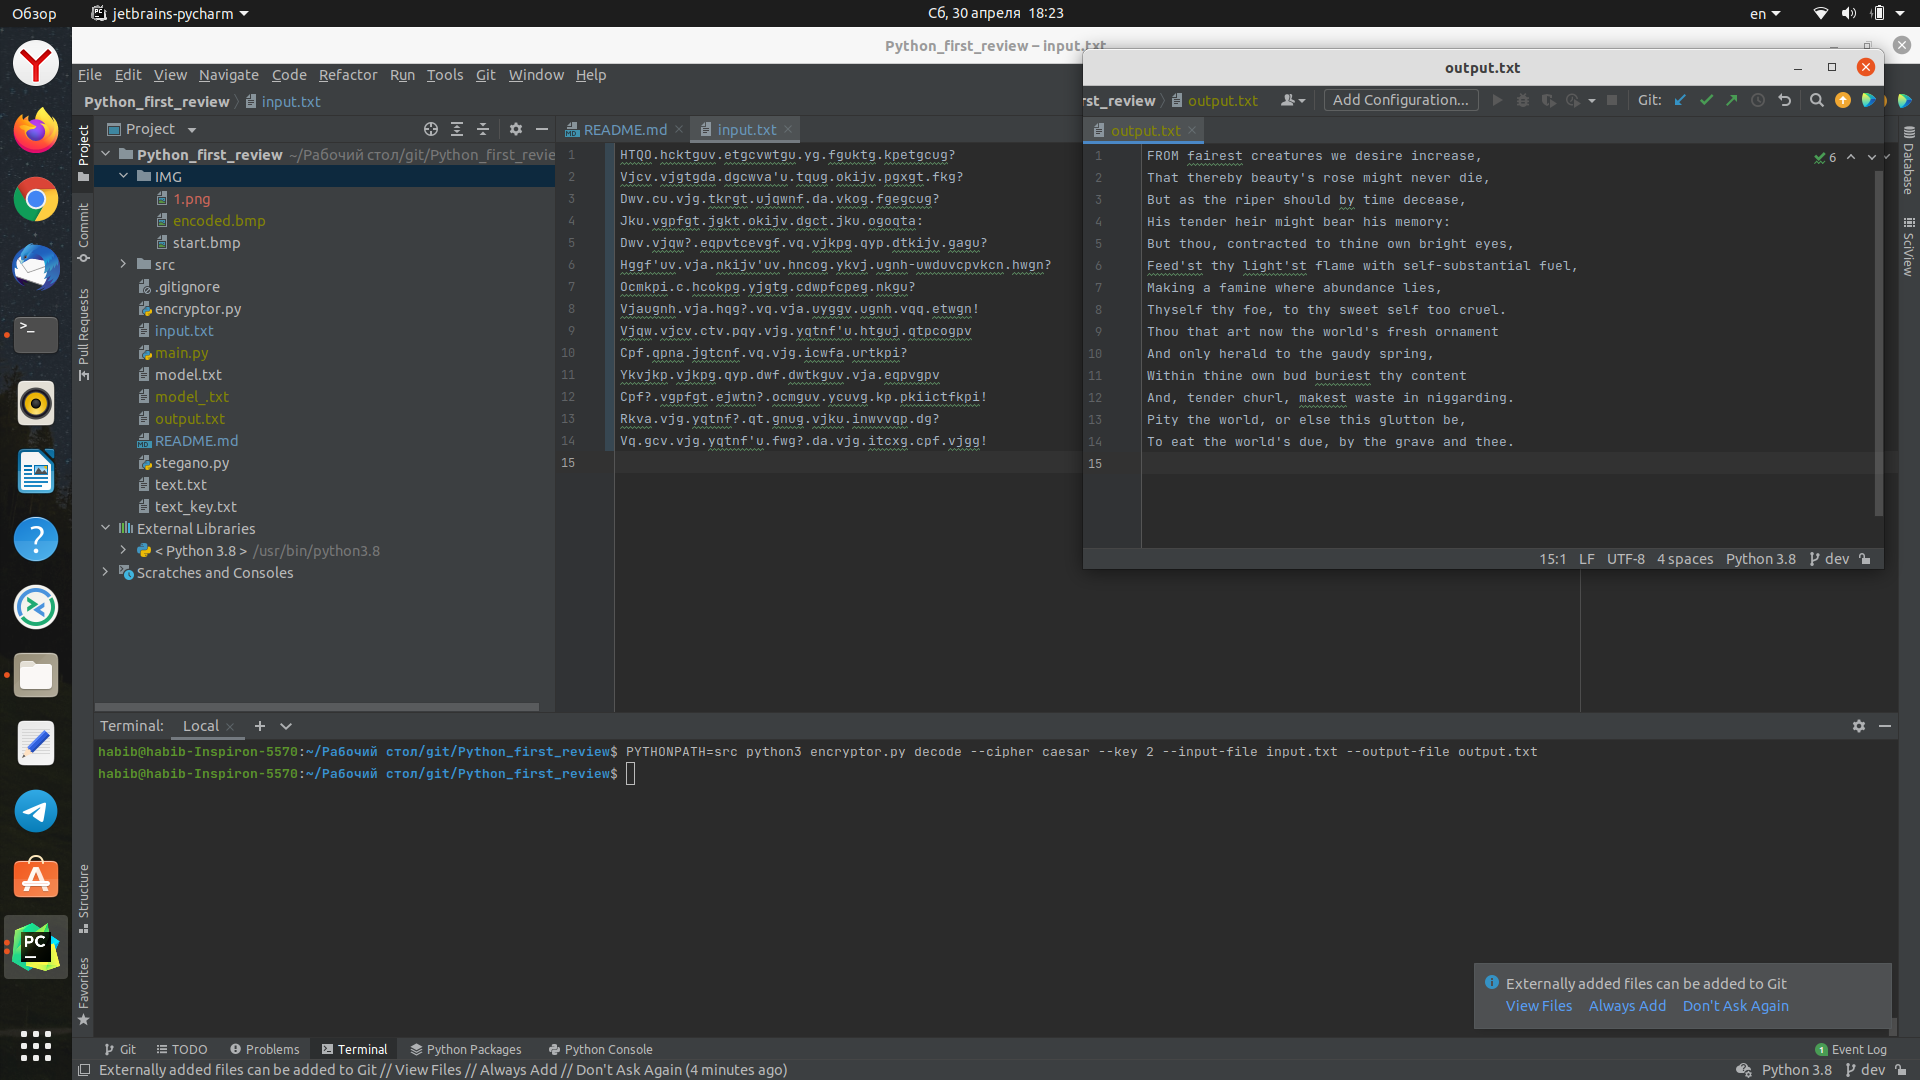 Обзор
jetbrains-pycharm
Сб, 30 апреля 18:23
en
Python_first_review – input.txt
File Edit View Navigate Code Refactor Run Tools Git Window Help
Python_first_review input.txt
Project
Python_first_review ~/Рабочий стол/git/Python_first_revie
IMG
1.png
encoded.bmp
start.bmp
src
.gitignore
encryptor.py
input.txt
main.py
model.txt
model_.txt
output.txt
README.md
stegano.py
text.txt
text_key.txt
External Libraries
< Python 3.8 > /usr/bin/python3.8
Scratches and Consoles
Project
Commit
Pull Requests
Structure
Favorites
README.md
input.txt
1 HTQO.hcktguv.etgcvwtgu.yg.fguktg.kpetgcug?
2 Vjcv.vjgtgda.dgcwva'u.tqug.okijv.pgxgt.fkg?
3 Dwv.cu.vjg.tkrgt.ujqwnf.da.vkog.fgegcug?
4 Jku.vgpfgt.jgkt.okijv.dgct.jku.ogoqta:
5 Dwv.vjqw?.eqpvtcevgf.vq.vjkpg.qyp.dtkijv.gagu?
6 Hggf'uv.vja.nkijv'uv.hncog.ykvj.ugnh-uwduvcpvkcn.hwgn?
7 Ocmkpi.c.hcokpg.yjgtg.cdwpfcpeg.nkgu?
8 Vjaugnh.vja.hqg?.vq.vja.uyggv.ugnh.vqq.etwgn!
9 Vjqw.vjcv.ctv.pqy.vjg.yqtnf'u.htguj.qtpcogpv
10 Cpf.qpna.jgtcnf.vq.vjg.icwfa.urtkpi?
11 Ykvjkp.vjkpg.qyp.dwf.dwtkguv.vja.eqpvgpv
12 Cpf?.vgpfgt.ejwtn?.ocmguv.ycuvg.kp.pkiictfkpi!
13 Rkva.vjg.yqtnf?.qt.gnug.vjku.inwvvqp.dg?
14 Vq.gcv.vjg.yqtnf'u.fwg?.da.vjg.itcxg.cpf.vjgg!
15
output.txt
rst_review output.txt
Add Configuration...
Git:
output.txt
6
1 FROM fairest creatures we desire increase,
2 That thereby beauty's rose might never die,
3 But as the riper should by time decease,
4 His tender heir might bear his memory:
5 But thou, contracted to thine own bright eyes,
6 Feed'st thy light'st flame with self-substantial fuel,
7 Making a famine where abundance lies,
8 Thyself thy foe, to thy sweet self too cruel.
9 Thou that art now the world's fresh ornament
10 And only herald to the gaudy spring,
11 Within thine own bud buriest thy content
12 And, tender churl, makest waste in niggarding.
13 Pity the world, or else this glutton be,
14 To eat the world's due, by the grave and thee.
15
15:1 LF UTF-8 4 spaces Python 3.8 dev
Database
SciView
Terminal: Local
habib@habib-Inspiron-5570:~/Рабочий стол/git/Python_first_review$ PYTHONPATH=src python3 encryptor.py decode --cipher caesar --key 2 --input-file input.txt --output-file output.txt
habib@habib-Inspiron-5570:~/Рабочий стол/git/Python_first_review$
PC
Externally added files can be added to Git
View Files Always Add Don't Ask Again
Git TODO Problems Terminal Python Packages Python Console
1 Event Log
Externally added files can be added to Git // View Files // Always Add // Don't Ask Again (4 minutes ago)
Python 3.8 dev